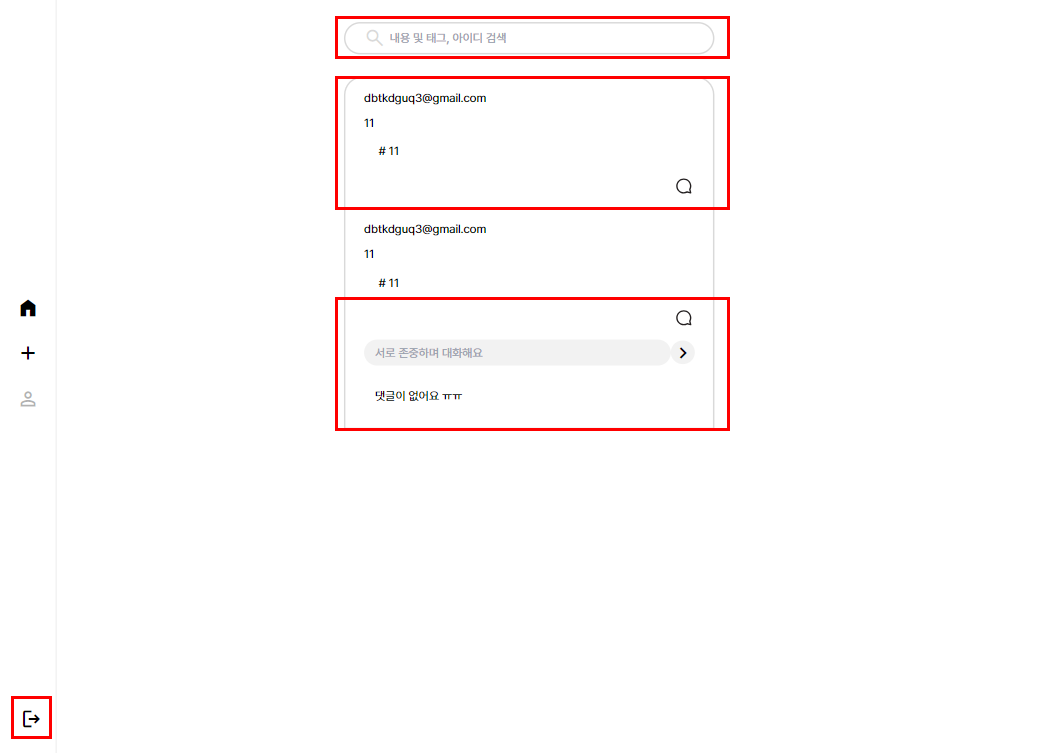 내용 및 태그, 아이디 검색
dbtkdguq3@gmail.com
11
# 11
dbtkdguq3@gmail.com
11
# 11
서로 존중하며 대화해요
댓글이 없어요 ㅠㅠ